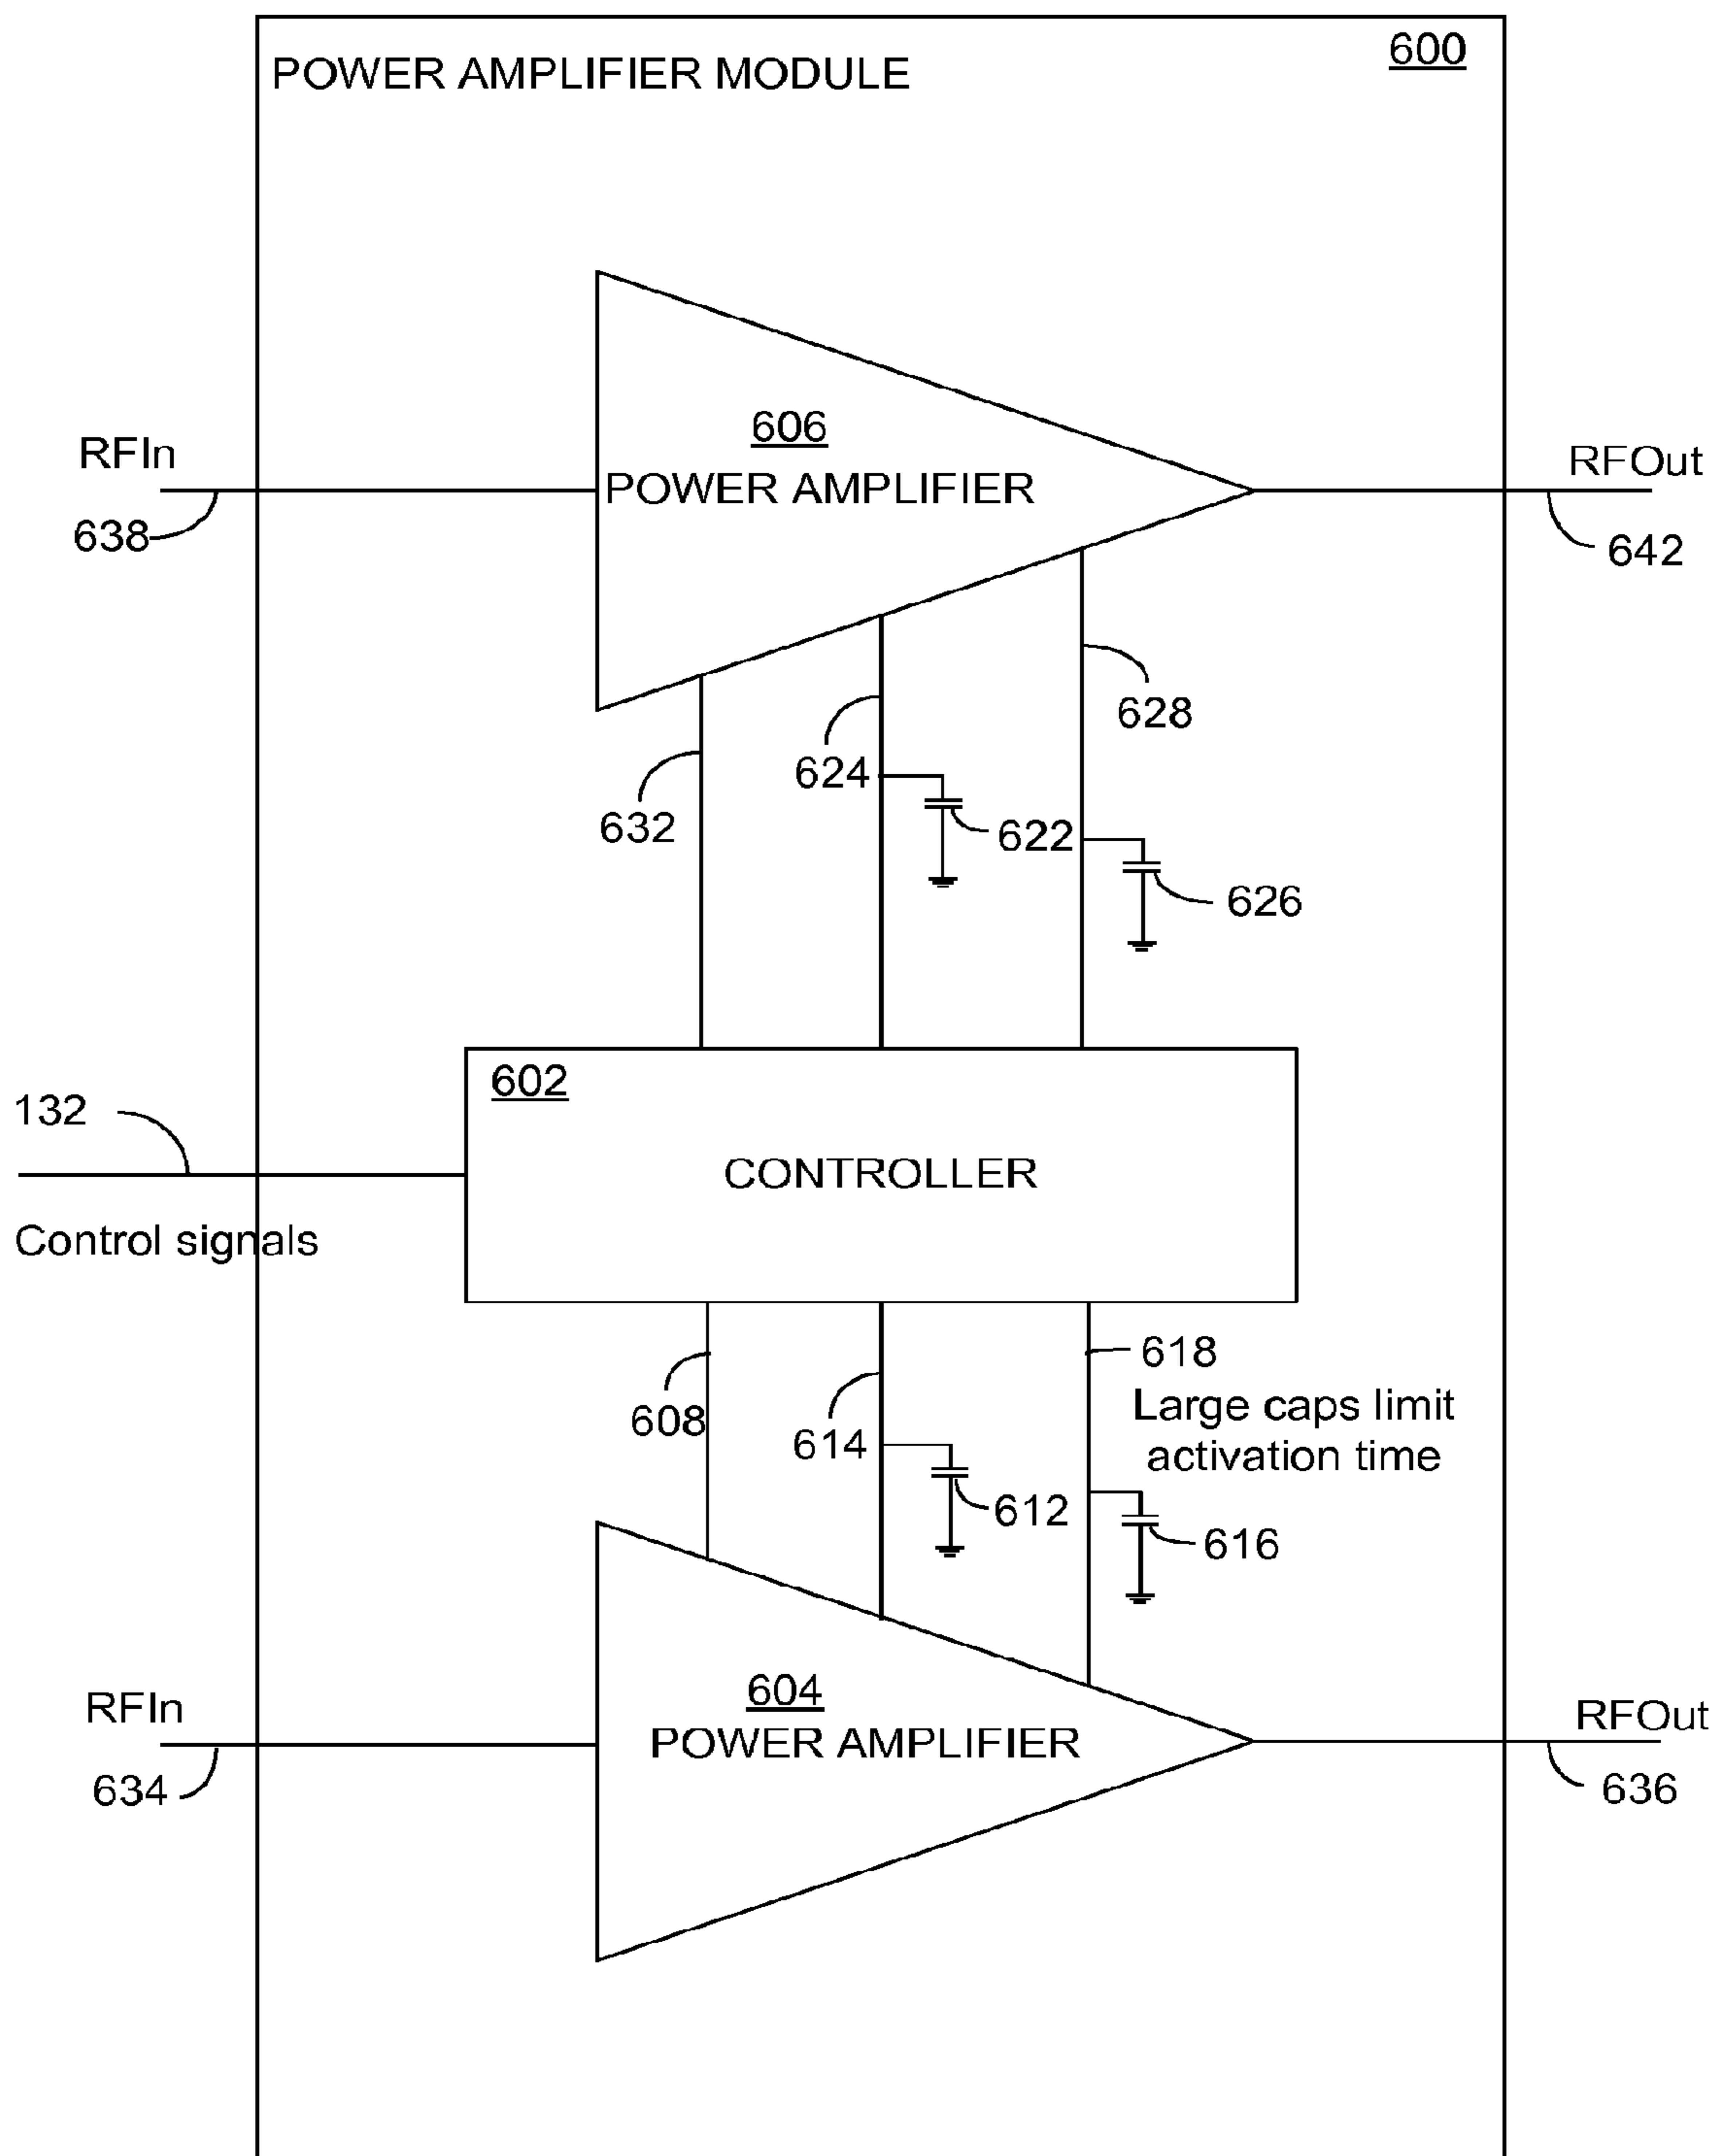 600
POWER AMPLIFIER MODULE
606
POWER AMPLIFIER
RFIn
638
RFOut
642
628
624
632
622
626
602
CONTROLLER
132
Control signals
618
Large caps limit
activation time
608
614
612
616
604
POWER AMPLIFIER
RFIn
634
RFOut
636